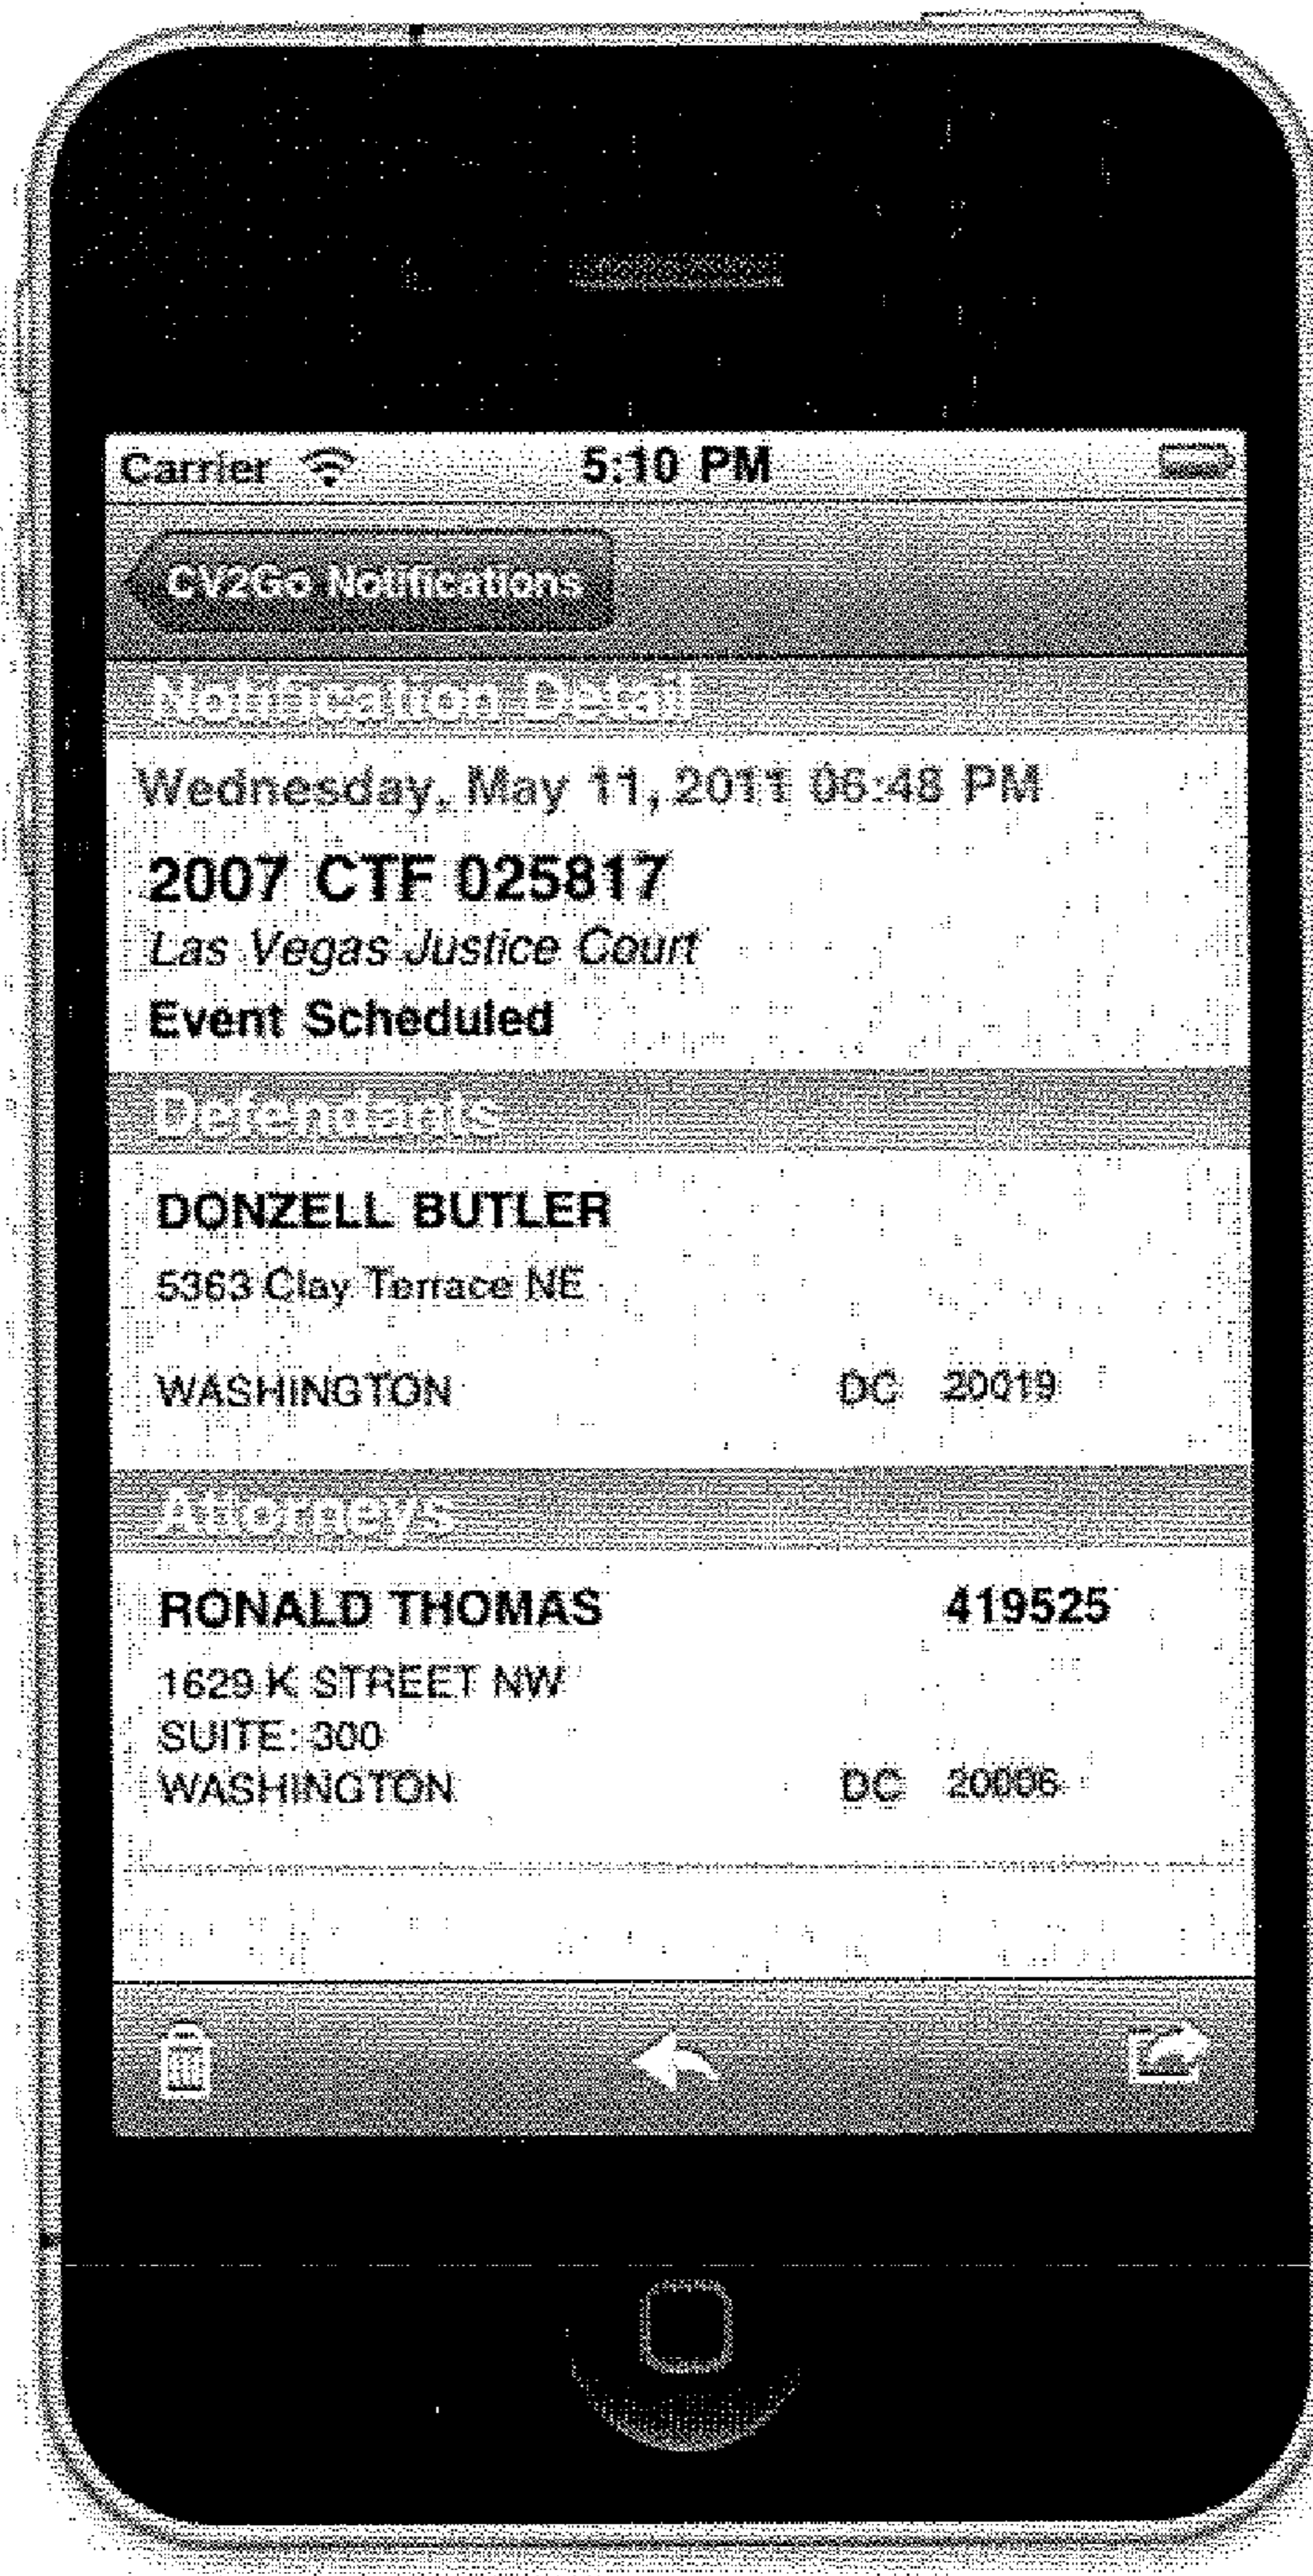 Carrier 5:10 PM
CV2Go Notifications
Notification Detail
Wednesday, May 11, 2011 06:48 PM
2007 CTF 025817
Las Vegas Justice Court
Event Scheduled
Defendants
DONZELL BUTLER
5363 Clay Terrace NE
WASHINGTON DC 20019
Attorneys
RONALD THOMAS 419525
1629 K STREET NW
SUITE: 300
WASHINGTON DC 20006